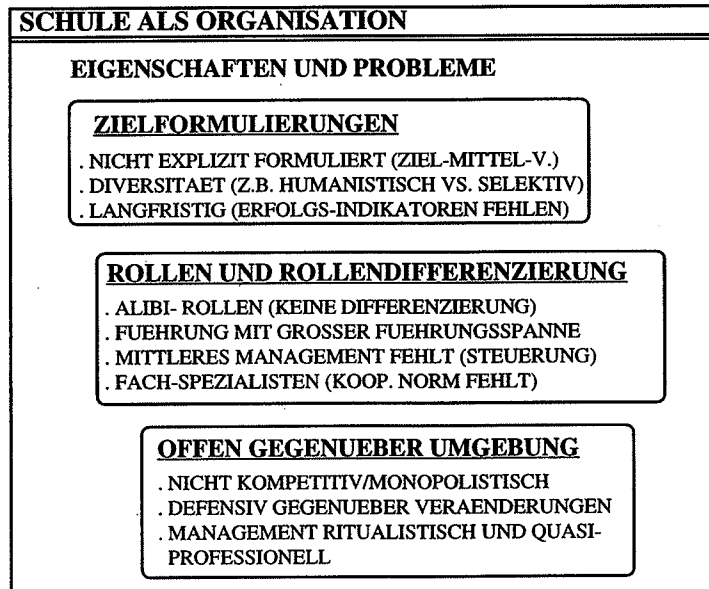 SCHULE ALS ORGANISATION
EIGENSCHAFTEN UND PROBLEME
ZIELFORMULIERUNGEN
. NICHT EXPLIZIT FORMULIERT (ZIEL-MITTEL-V.)
. DIVERSITAET (Z.B. HUMANISTISCH VS. SELEKTIV)
. LANGFRISTIG (ERFOLGS-INDIKATOREN FEHLEN)
ROLLEN UND ROLLENDIFFERENZIERUNG
. ALIBI- ROLLEN (KEINE DIFFERENZIERUNG)
. FUEHRUNG MIT GROSSER FUEHRUNGSSPANNE
. MITTLERES MANAGEMENT FEHLT (STEUERUNG)
. FACH-SPEZIALISTEN (KOOP. NORM FEHLT)
OFFEN GEGENUEBER UMGEBUNG
. NICHT KOMPETITIV/MONOPOLISTISCH
. DEFENSIV GEGENUEBER VERAENDERUNGEN
. MANAGEMENT RITUALISTISCH UND QUASI-
PROFESSIONELL